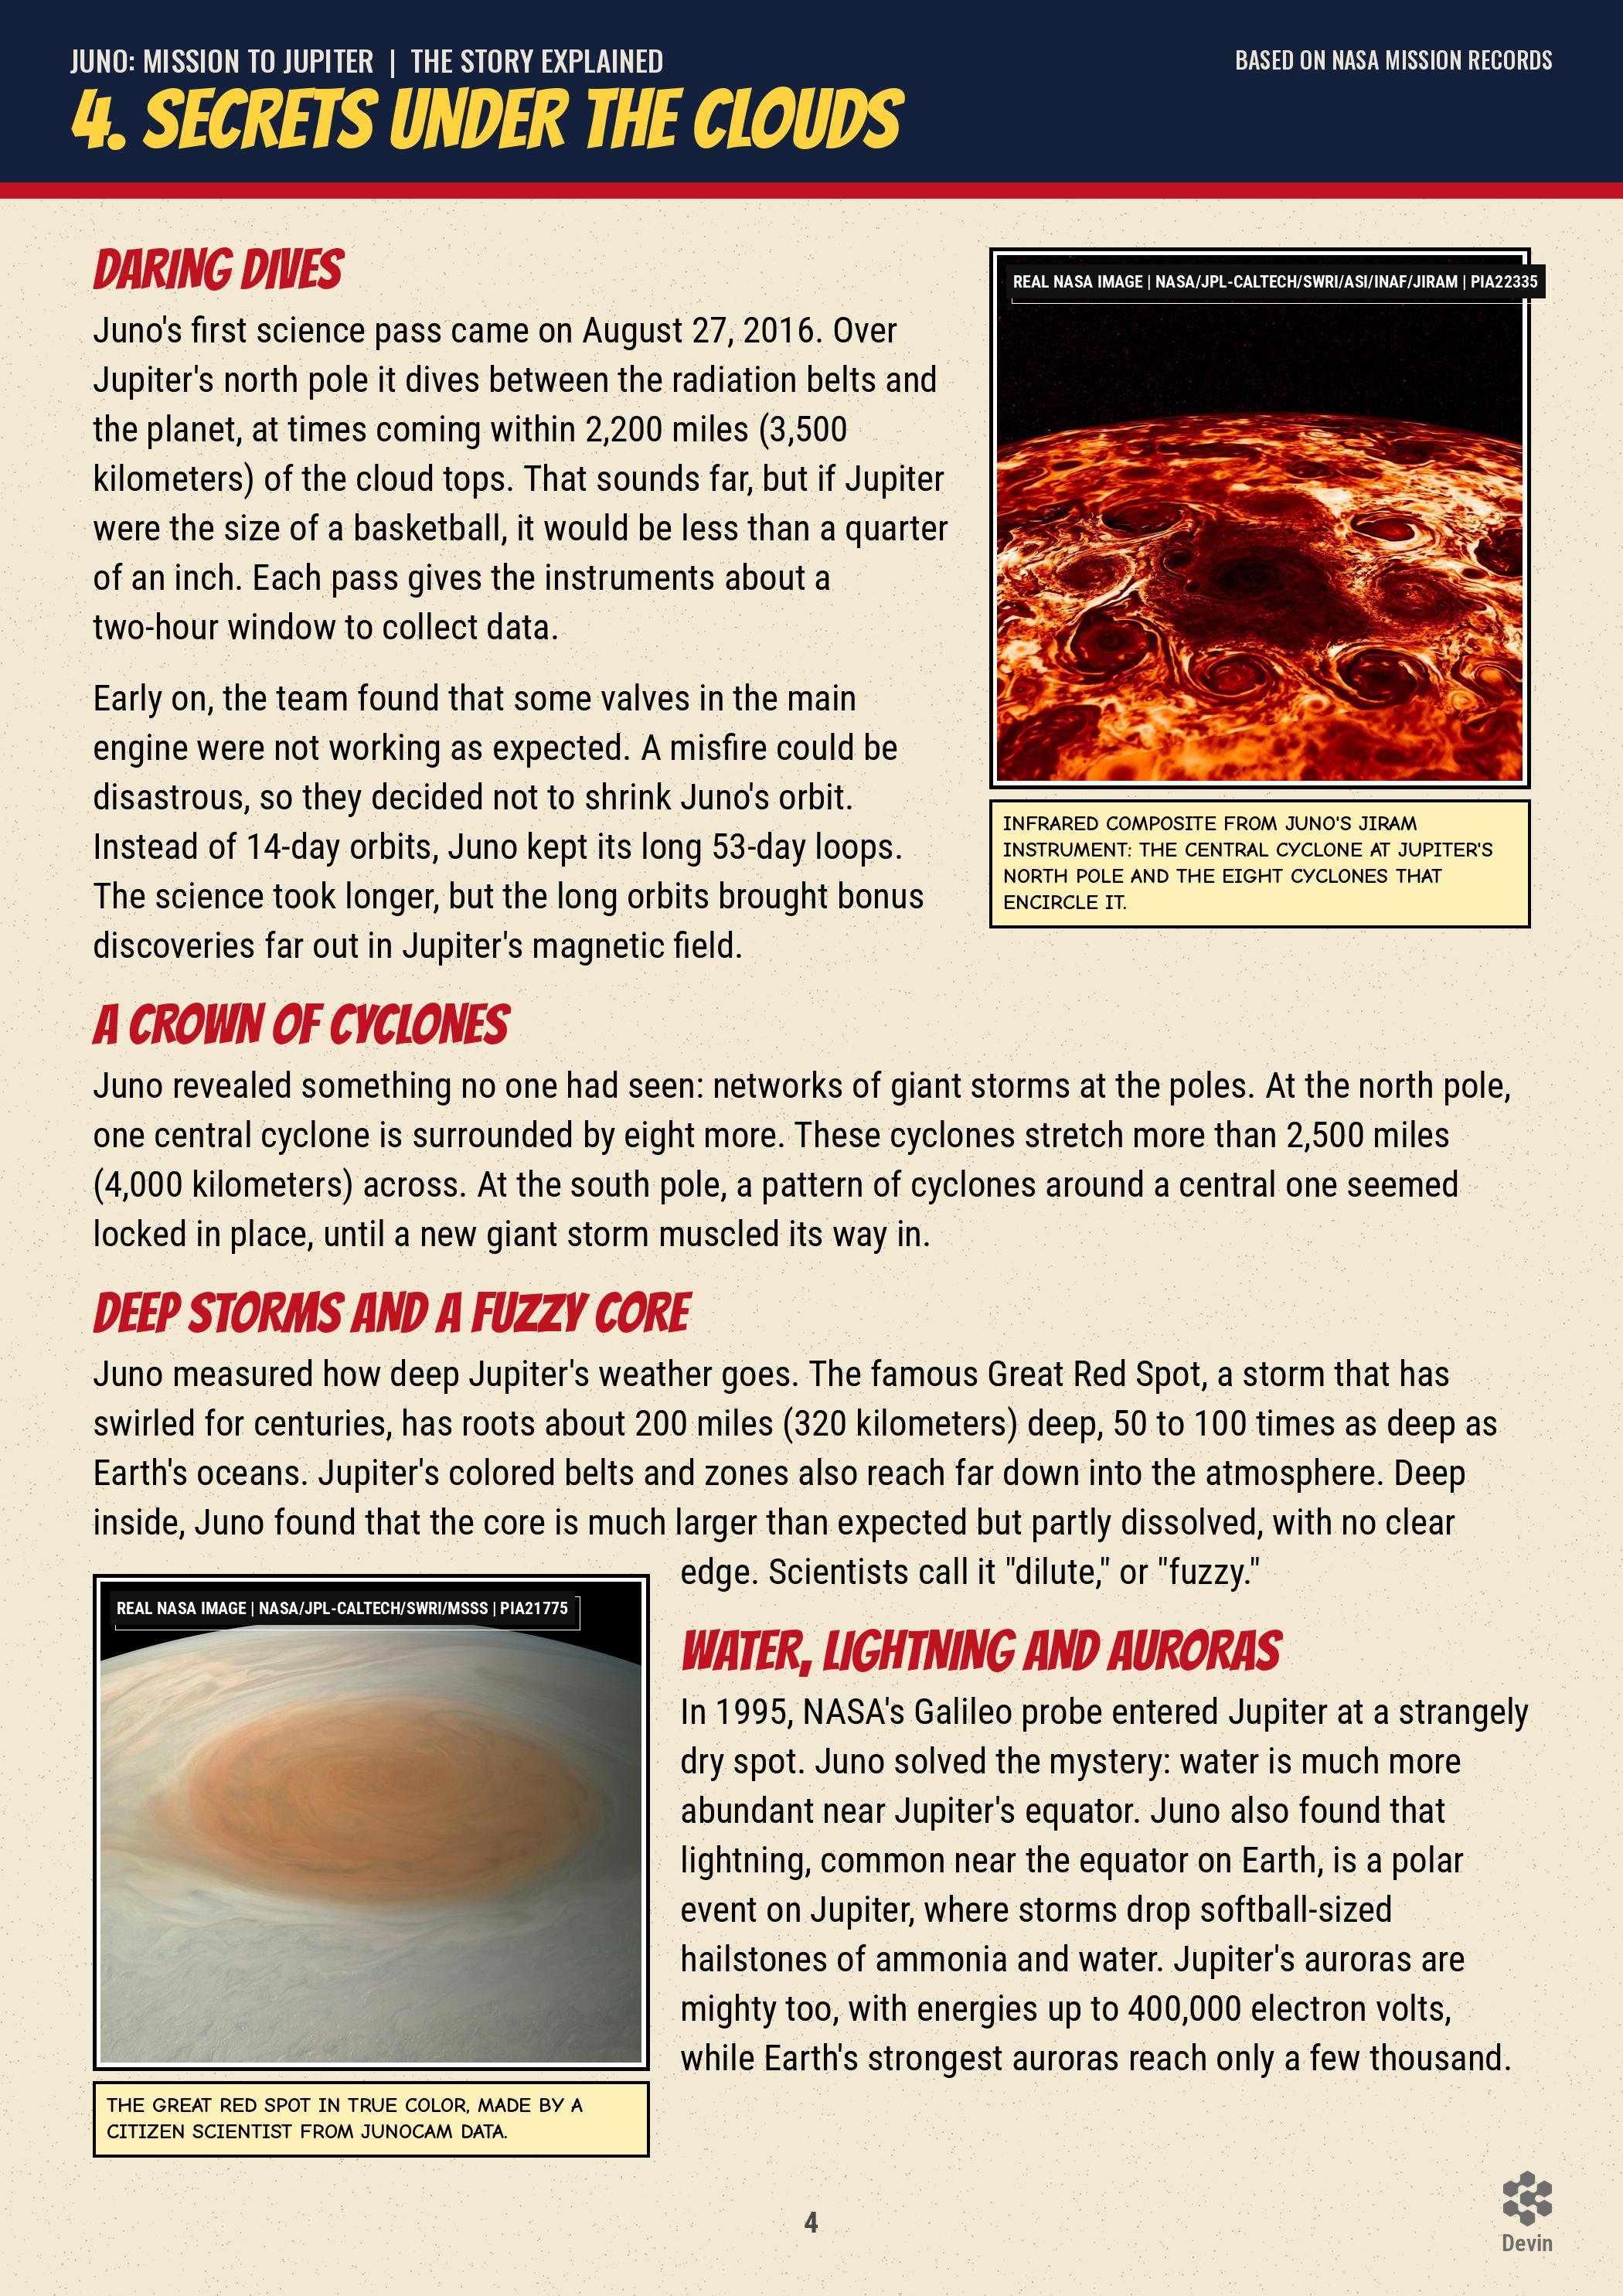 JUNO: MISSION TO JUPITER | THE STORY EXPLAINED
BASED ON NASA MISSION RECORDS
4. SECRETS UNDER THE CLOUDS
DARING DIVES
Juno's first science pass came on August 27, 2016. Over
Jupiter's north pole it dives between the radiation belts and
the planet, at times coming within 2,200 miles (3,500
kilometers) of the cloud tops. That sounds far, but if Jupiter
were the size of a basketball, it would be less than a quarter
of an inch. Each pass gives the instruments about a
two-hour window to collect data.
Early on, the team found that some valves in the main
engine were not working as expected. A misfire could be
disastrous, so they decided not to shrink Juno's orbit.
Instead of 14-day orbits, Juno kept its long 53-day loops.
The science took longer, but the long orbits brought bonus
discoveries far out in Jupiter's magnetic field.
REAL NASA IMAGE | NASA/JPL-CALTECH/SWRI/ASI/INAF/JIRAM | PIA22335
INFRARED COMPOSITE FROM JUNO'S JIRAM
INSTRUMENT: THE CENTRAL CYCLONE AT JUPITER'S
NORTH POLE AND THE EIGHT CYCLONES THAT
ENCIRCLE IT.
A CROWN OF CYCLONES
Juno revealed something no one had seen: networks of giant storms at the poles. At the north pole,
one central cyclone is surrounded by eight more. These cyclones stretch more than 2,500 miles
(4,000 kilometers) across. At the south pole, a pattern of cyclones around a central one seemed
locked in place, until a new giant storm muscled its way in.
DEEP STORMS AND A FUZZY CORE
Juno measured how deep Jupiter's weather goes. The famous Great Red Spot, a storm that has
swirled for centuries, has roots about 200 miles (320 kilometers) deep, 50 to 100 times as deep as
Earth's oceans. Jupiter's colored belts and zones also reach far down into the atmosphere. Deep
inside, Juno found that the core is much larger than expected but partly dissolved, with no clear
edge. Scientists call it "dilute," or "fuzzy."
REAL NASA IMAGE | NASA/JPL-CALTECH/SWRI/MSSS | PIA21775
THE GREAT RED SPOT IN TRUE COLOR, MADE BY A
CITIZEN SCIENTIST FROM JUNOCAM DATA.
WATER, LIGHTNING AND AURORAS
In 1995, NASA's Galileo probe entered Jupiter at a strangely
dry spot. Juno solved the mystery: water is much more
abundant near Jupiter's equator. Juno also found that
lightning, common near the equator on Earth, is a polar
event on Jupiter, where storms drop softball-sized
hailstones of ammonia and water. Jupiter's auroras are
mighty too, with energies up to 400,000 electron volts,
while Earth's strongest auroras reach only a few thousand.
4
Devin